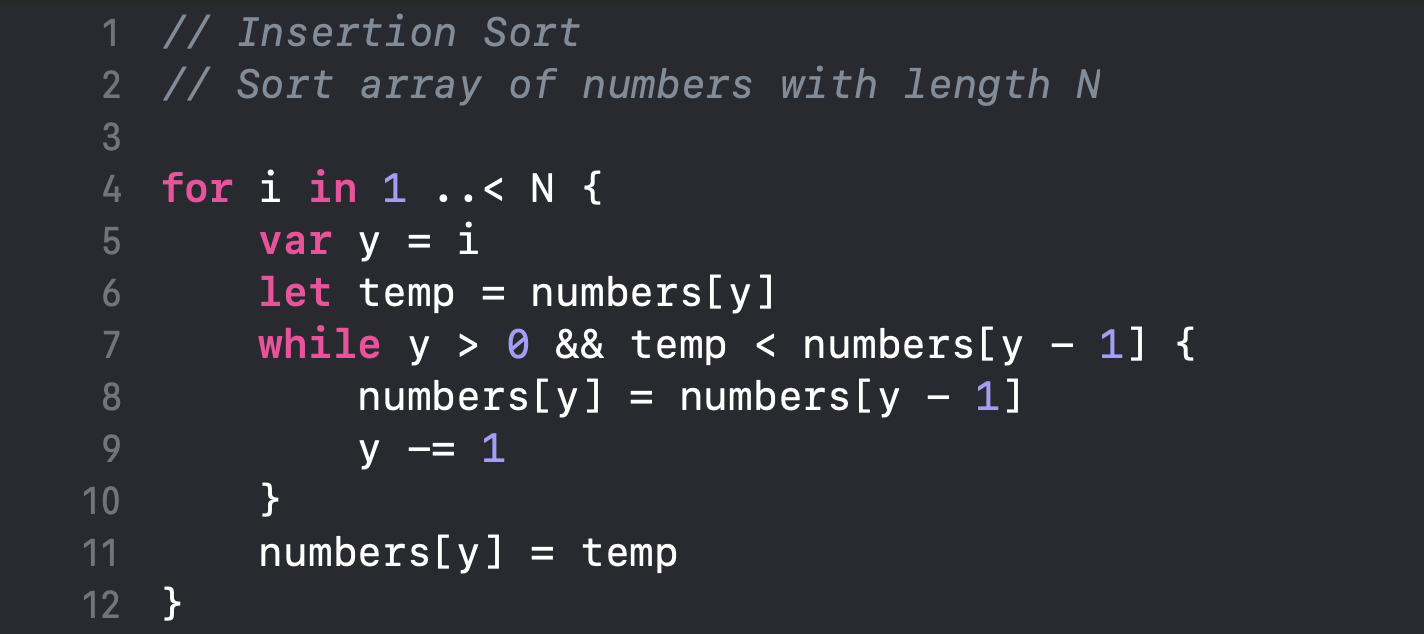 1 // Insertion Sort
2 // Sort array of numbers with length N
3
4 for i in 1 ..< N {
5     var y = i
6     let temp = numbers[y]
7     while y > 0 && temp < numbers[y - 1] {
8         numbers[y] = numbers[y - 1]
9         y -= 1
10     }
11     numbers[y] = temp
12 }